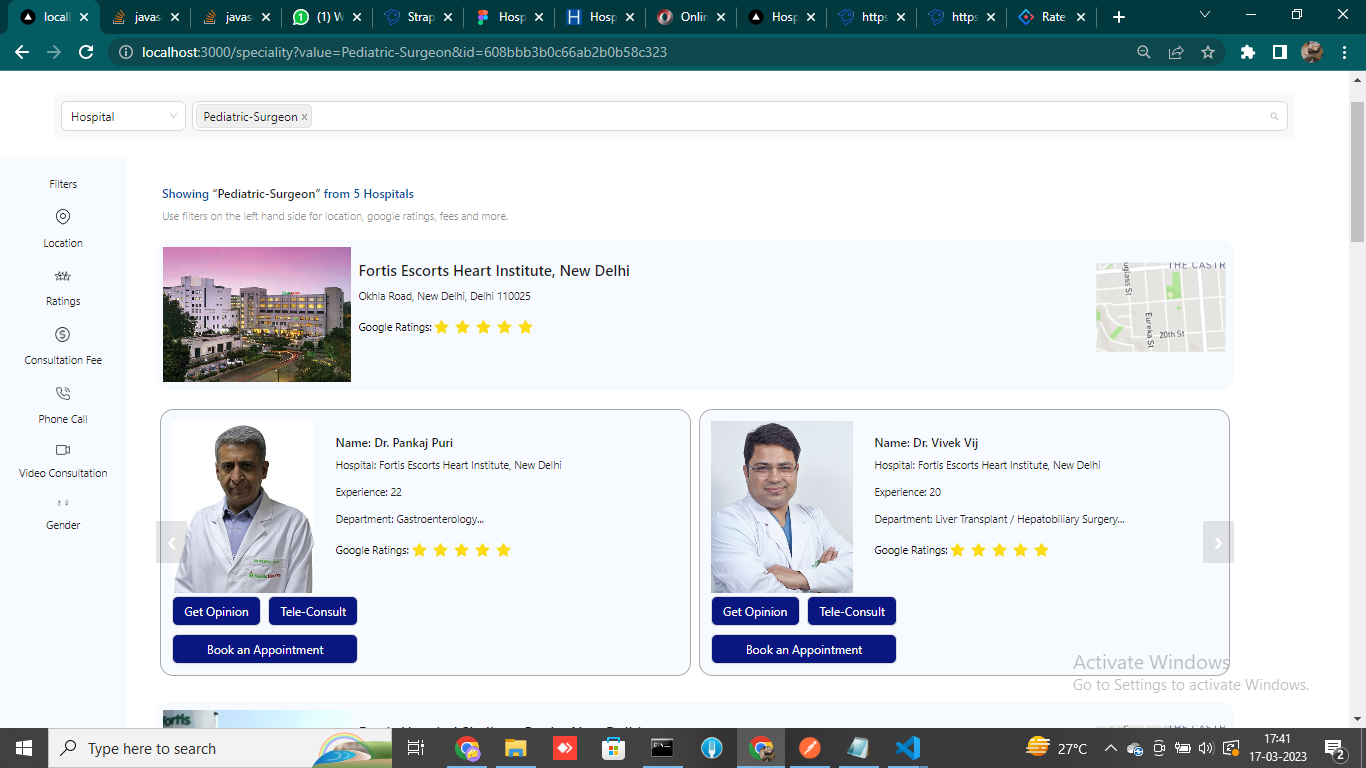 locall
javas
javas
(1) W
Strap
Hosp
Hosp
Onlin
Hosp
https
https
Rate
localhost:3000/speciality?value=Pediatric-Surgeon&id=608bbb3b0c66ab2b0b58c323
Hospital
Pediatric-Surgeon
Filters
Location
Ratings
Consultation Fee
Phone Call
Video Consultation
Gender
Showing “Pediatric-Surgeon” from 5 Hospitals
Use filters on the left hand side for location, google ratings, fees and more.
Fortis Escorts Heart Institute, New Delhi
Okhla Road, New Delhi, Delhi 110025
Google Ratings:
THE CASTR
uglass St
Eureka St.
20th St
Name: Dr. Pankaj Puri
Hospital: Fortis Escorts Heart Institute, New Delhi
Experience: 22
Department: Gastroenterology...
Google Ratings:
Get Opinion
Tele-Consult
Book an Appointment
Name: Dr. Vivek Vij
Hospital: Fortis Escorts Heart Institute, New Delhi
Experience: 20
Department: Liver Transplant / Hepatobiliary Surgery...
Google Ratings:
Get Opinion
Tele-Consult
Book an Appointment
Activate Windows
Go to Settings to activate Windows.
fortis
Type here to search
27°C
17:41
17-03-2023
2